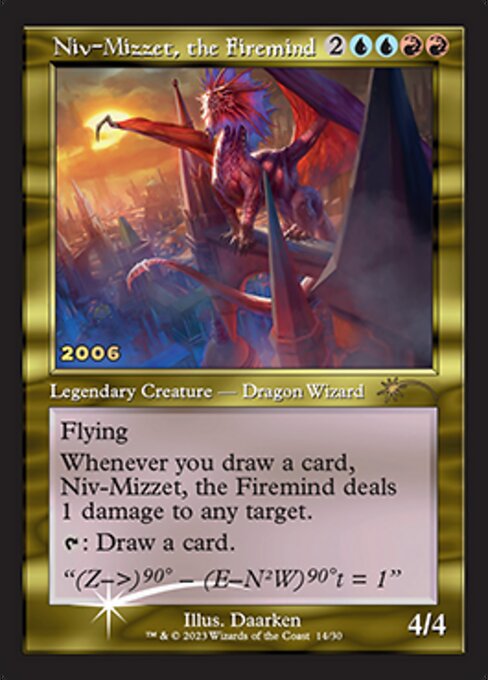 Niv-Mizzet, the Firemind 2
2006
Legendary Creature — Dragon Wizard
Flying
Whenever you draw a card,
Niv-Mizzet, the Firemind deals
1 damage to any target.
: Draw a card.
“(Z–>)90° – (E–N²W)90°t = 1”
Illus. Daarken
™ & © 2023 Wizards of the Coast 14/30
4/4